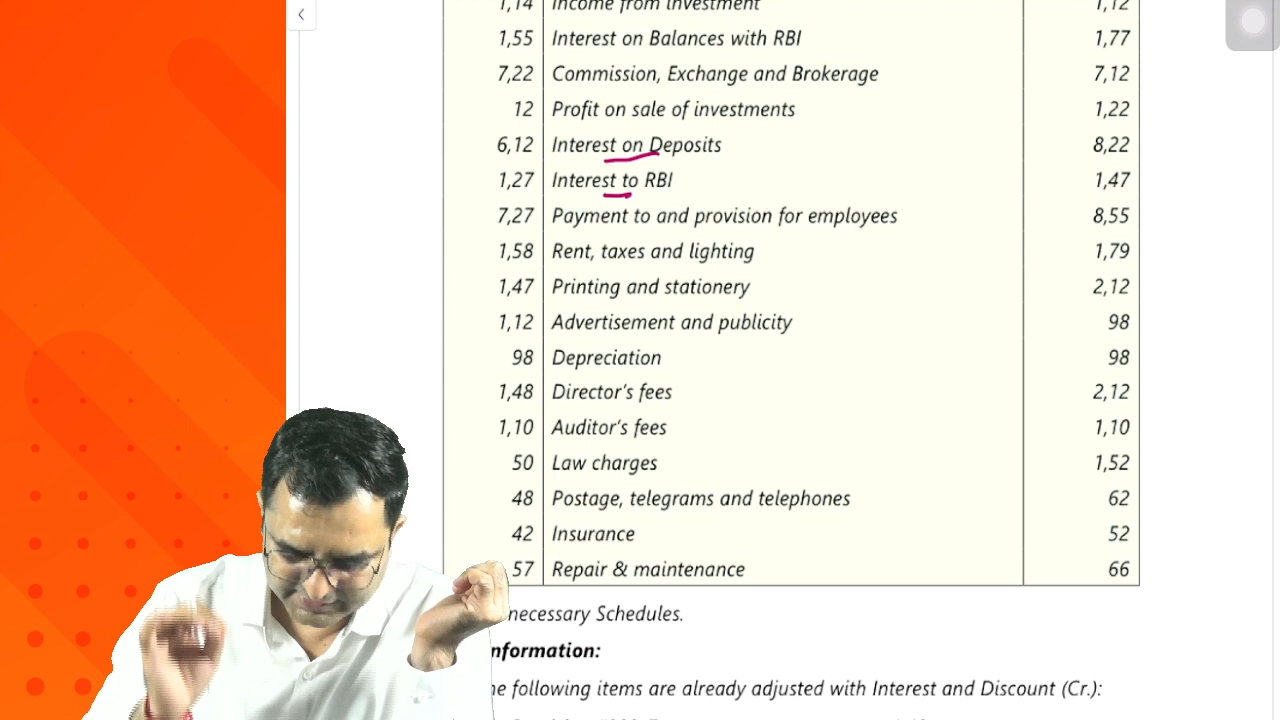 1,14 Income from investment 1,12
1,55 Interest on Balances with RBI 1,77
7,22 Commission, Exchange and Brokerage 7,12
12 Profit on sale of investments 1,22
6,12 Interest on Deposits 8,22
1,27 Interest to RBI 1,47
7,27 Payment to and provision for employees 8,55
1,58 Rent, taxes and lighting 1,79
1,47 Printing and stationery 2,12
1,12 Advertisement and publicity 98
98 Depreciation 98
1,48 Director's fees 2,12
1,10 Auditor's fees 1,10
50 Law charges 1,52
48 Postage, telegrams and telephones 62
42 Insurance 52
57 Repair & maintenance 66
necessary Schedules.
nformation:
he following items are already adjusted with Interest and Discount (Cr.):